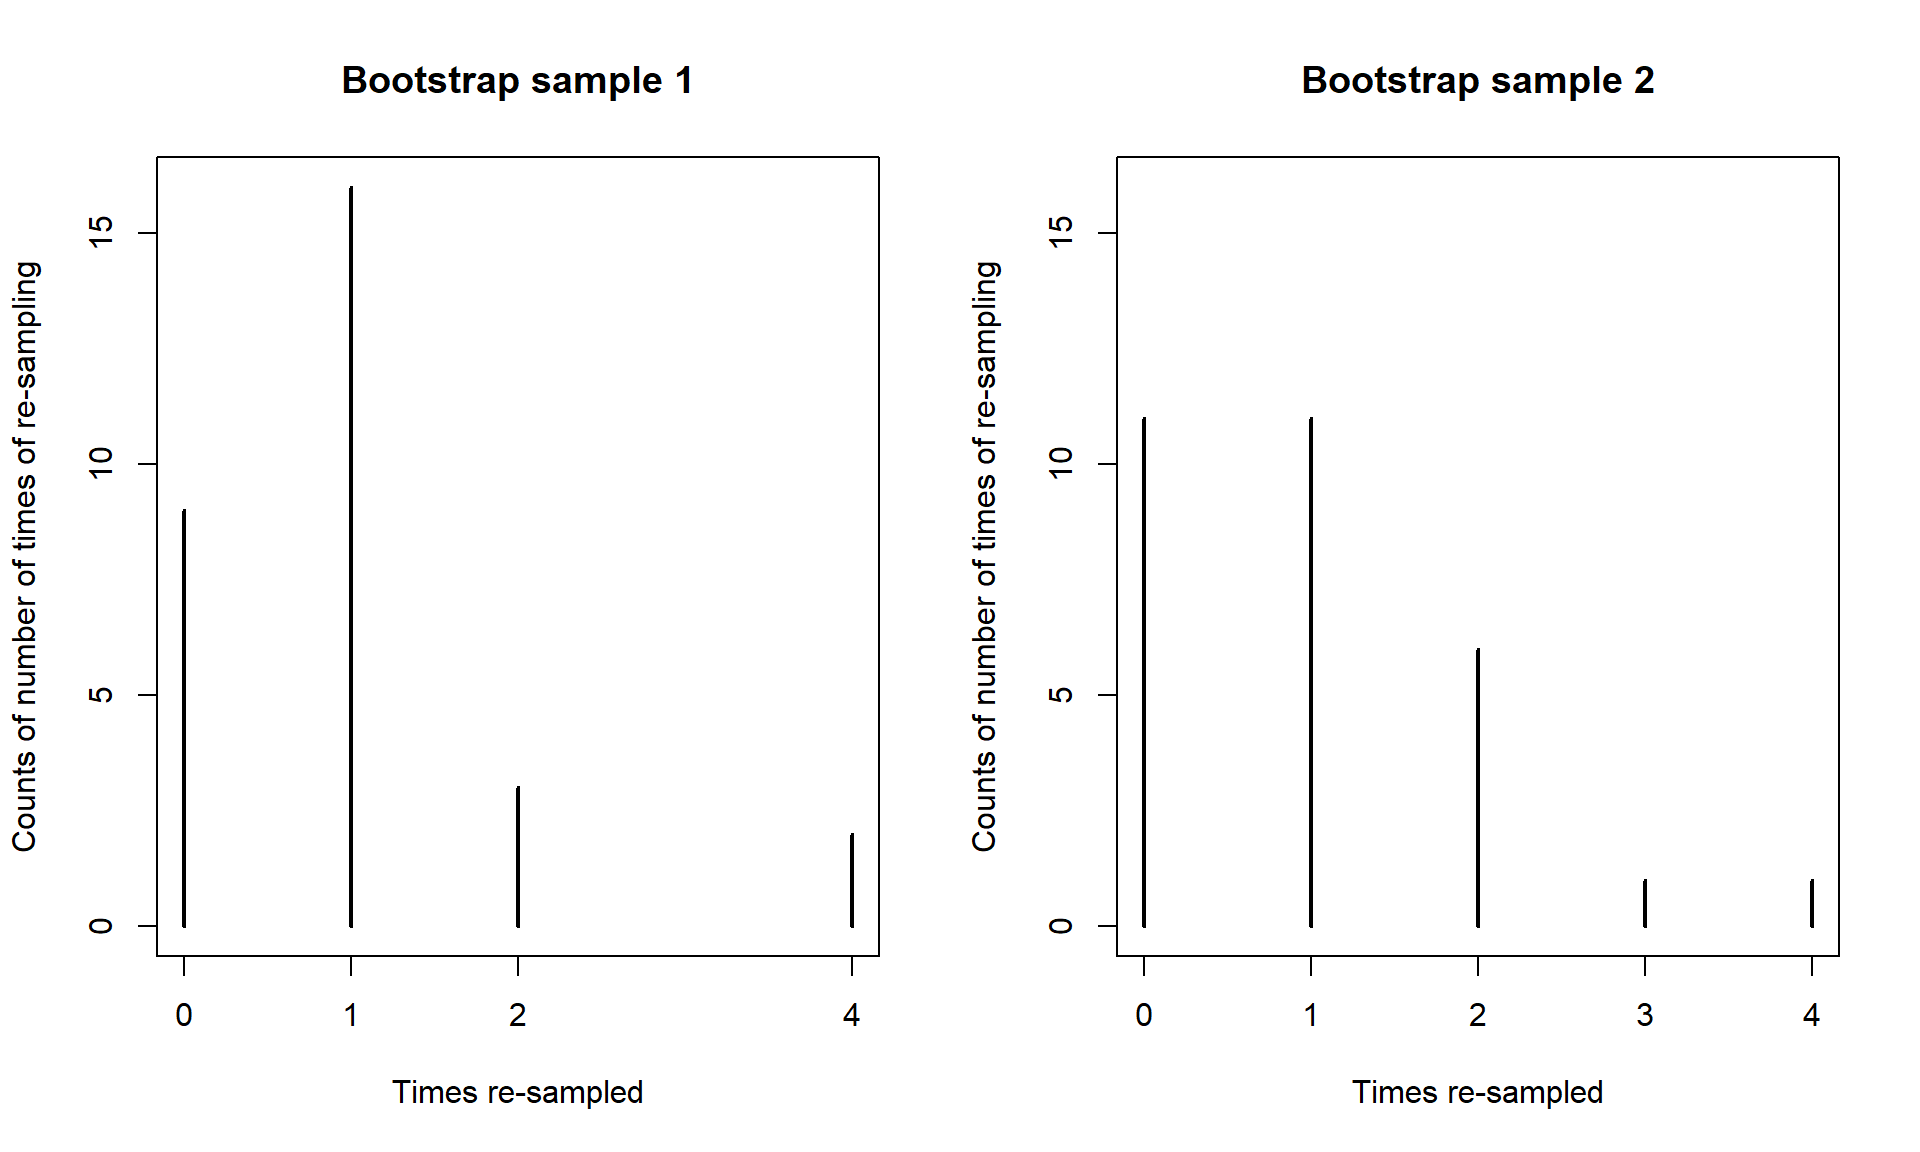 Bootstrap sample 1
Counts of number of times of re-sampling
15
10
5
0
0 1 2 4
Times re-sampled
Bootstrap sample 2
Counts of number of times of re-sampling
15
10
5
0
0 1 2 3 4
Times re-sampled